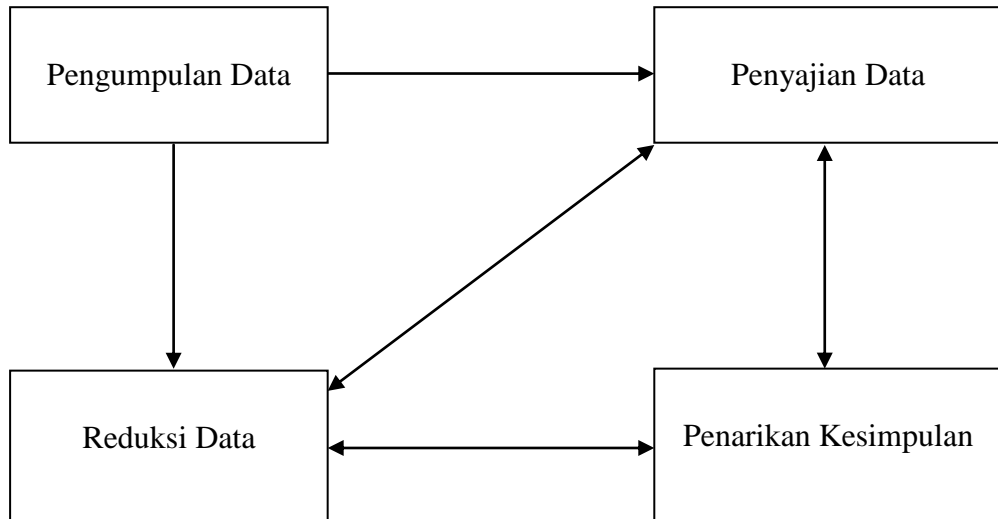 Pengumpulan Data
Penyajian Data
Reduksi Data
Penarikan Kesimpulan